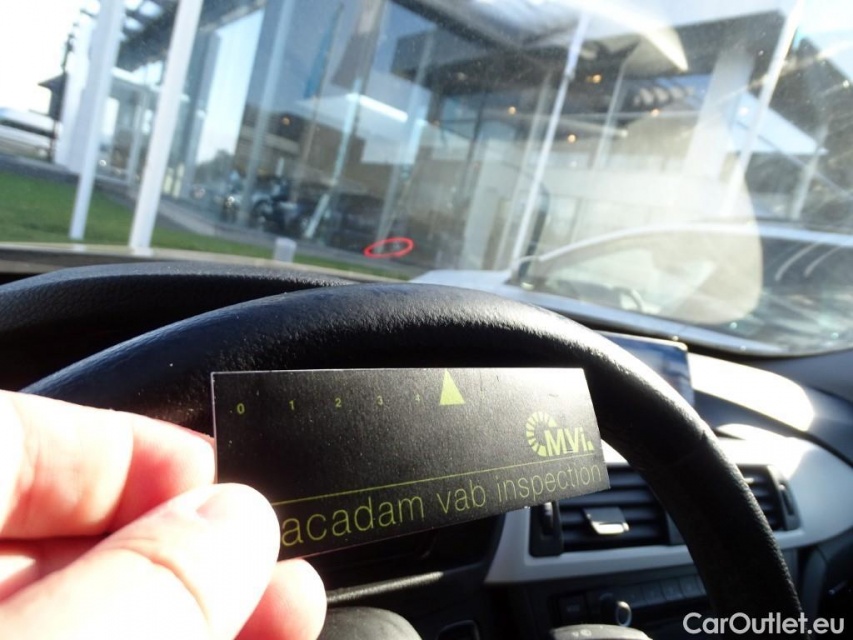 0 1 2 3 4
MVi.
acadam vab inspection
CarOutlet.eu